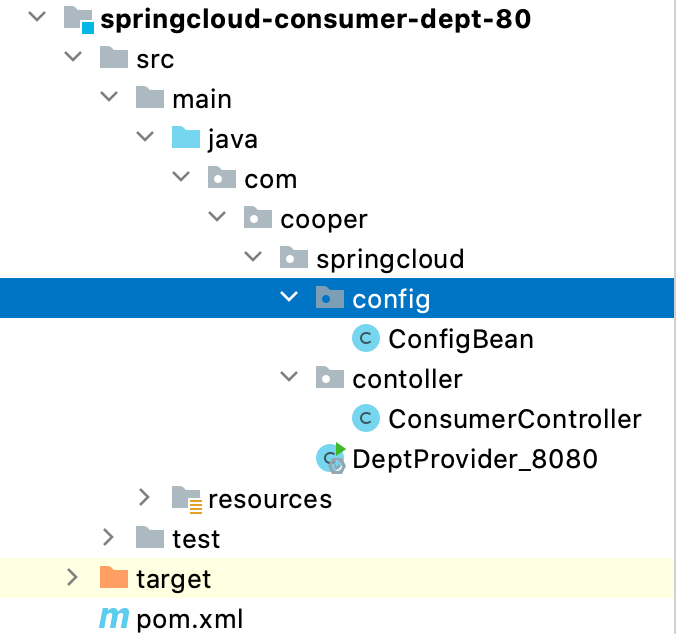 springcloud-consumer-dept-80
src
main
java
com
cooper
springcloud
config
C ConfigBean
contoller
C ConsumerController
C DeptProvider_8080
resources
test
target
m pom.xml